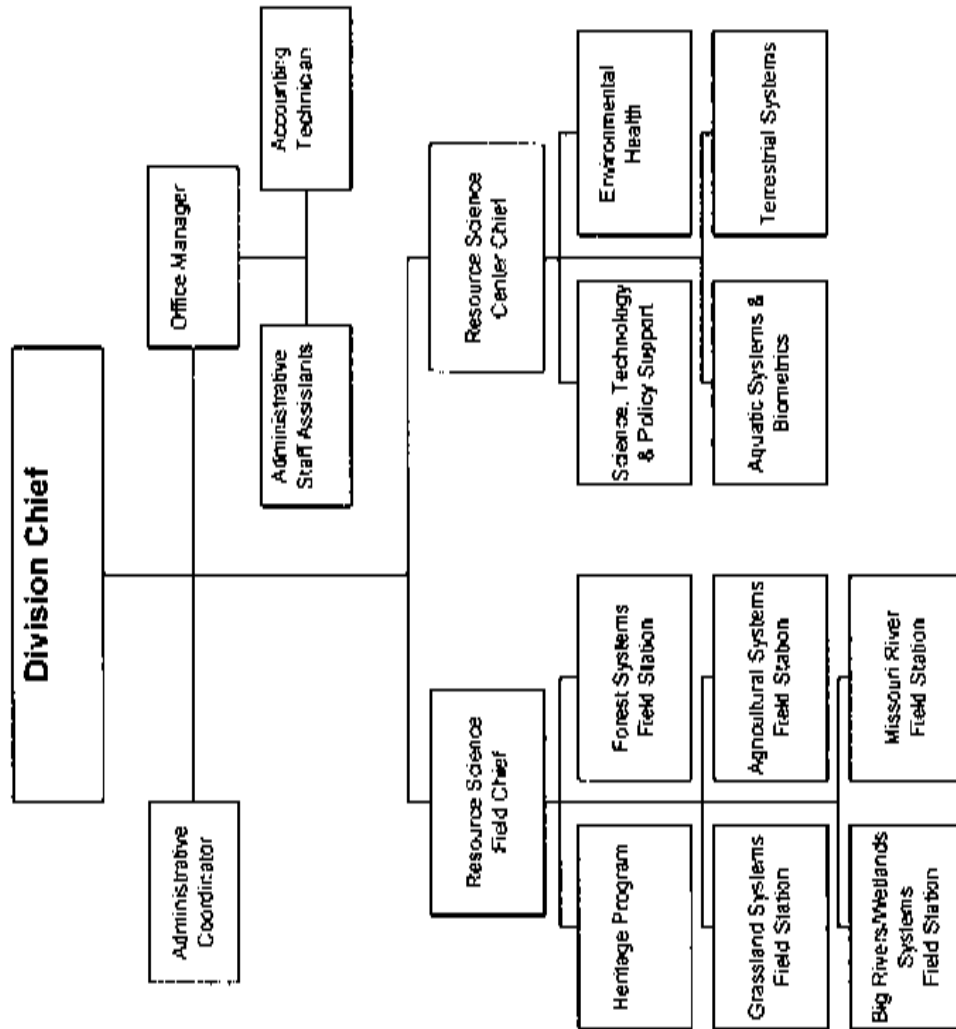 Division Chief
Administrative
Coordinator
Office Manager
Administrative
Staff Assistants
Accounting
Technician
Resource Science
Field Chief
Resource Science
Center Chief
Heritage Program
Forest Systems
Field Station
Grassland Systems
Field Station
Agricultural Systems
Field Station
Big Rivers/Wetlands
Systems
Field Station
Missouri River
Field Station
Science, Technology
& Policy Support
Environmental
Health
Aquatic Systems &
Biometrics
Terrestrial Systems